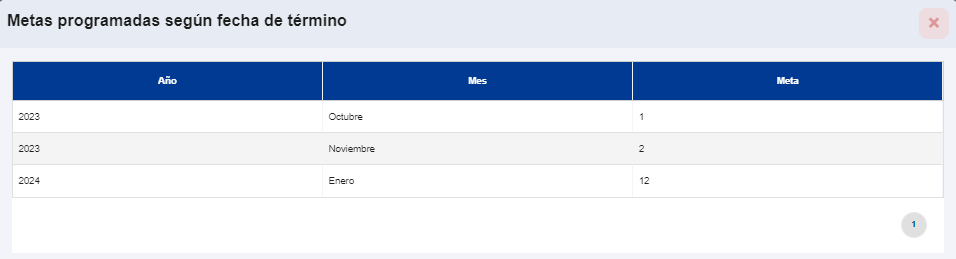 Metas programadas según fecha de término
Año Mes Meta
2023 Octubre 1
2023 Noviembre 2
2024 Enero 12
1